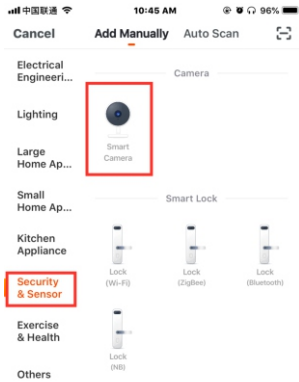 中国联通 10:45 AM 96%
Cancel Add Manually Auto Scan
Electrical
Engineeri...
Lighting
Large
Home Ap...
Small
Home Ap...
Kitchen
Appliance
Security
& Sensor
Exercise
& Health
Others
Camera
Smart
Camera
Smart Lock
Lock
(Wi-Fi)
Lock
(ZigBee)
Lock
(Bluetooth)
Lock
(NB)